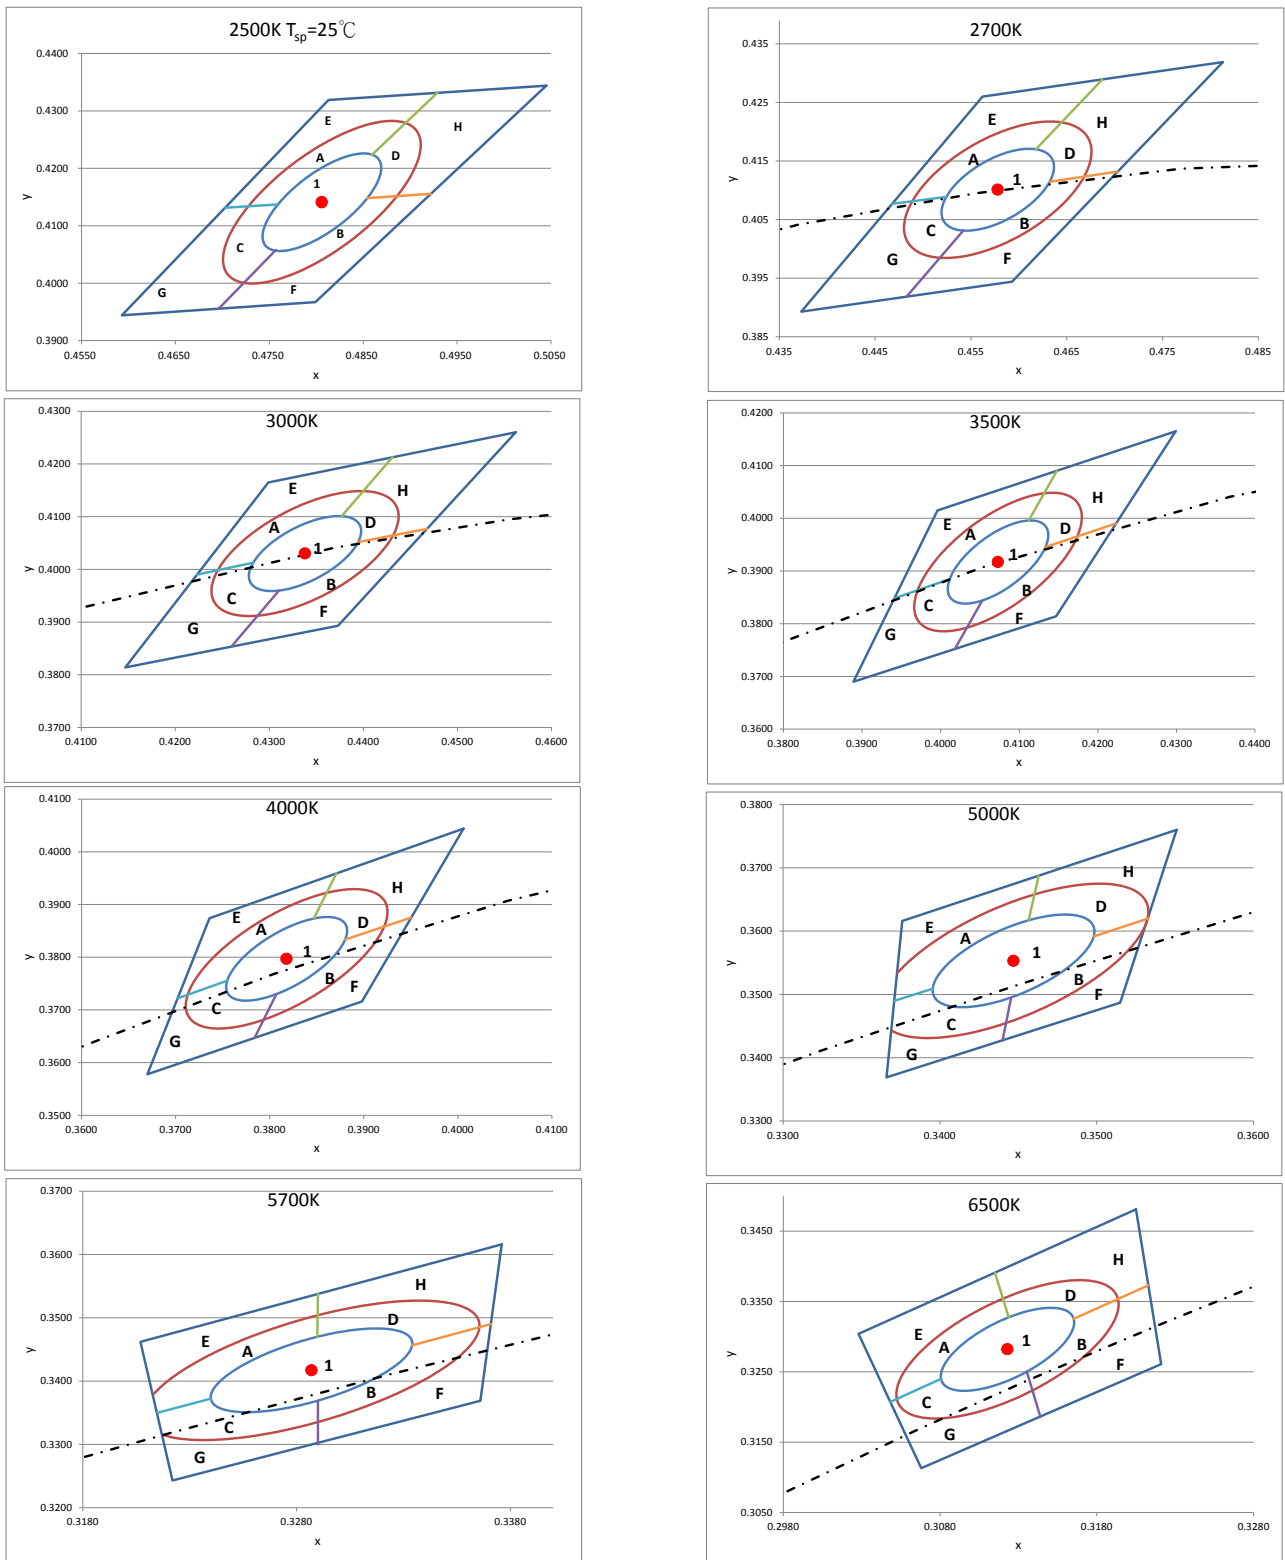 2500K Tsp=25℃
0.4400
0.4300
0.4200
0.4100
0.4000
0.3900
y
E
H
A
D
1
B
C
G
F
0.4550 0.4650 0.4750 0.4850 0.4950 0.5050
x
2700K
0.435
0.425
0.415
0.405
0.395
0.385
y
E
H
A
D
1
B
C
G
F
0.435 0.445 0.455 0.465 0.475 0.485
x
3000K
0.4300
0.4200
0.4100
0.4000
0.3900
0.3800
0.3700
y
E
H
A
D
1
B
C
F
G
0.4100 0.4200 0.4300 0.4400 0.4500 0.4600
x
3500K
0.4200
0.4100
0.4000
0.3900
0.3800
0.3700
0.3600
y
H
E
A
D
1
B
C
F
G
0.3800 0.3900 0.4000 0.4100 0.4200 0.4300 0.4400
x
4000K
0.4100
0.4000
0.3900
0.3800
0.3700
0.3600
0.3500
y
H
E
A
D
1
B
F
C
G
0.3600 0.3700 0.3800 0.3900 0.4000 0.4100
x
5000K
0.3800
0.3700
0.3600
0.3500
0.3400
0.3300
y
H
D
E
A
1
B
F
C
G
0.3300 0.3400 0.3500 0.3600
x
5700K
0.3700
0.3600
0.3500
0.3400
0.3300
0.3200
y
H
D
E
A
1
B
F
C
G
0.3180 0.3280 0.3380
x
6500K
0.3450
0.3350
0.3250
0.3150
0.3050
y
H
D
E
A
1
B
F
C
G
0.2980 0.3080 0.3180 0.3280
x